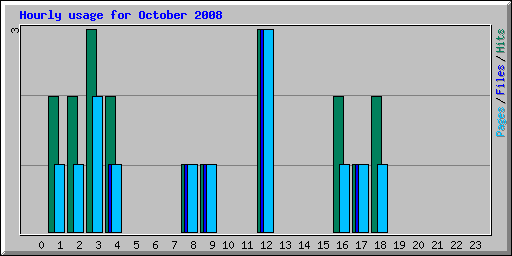 Hourly usage for October 2008
3
Pages/Files/Hits
0 1 2 3 4 5 6 7 8 9 10 11 12 13 14 15 16 17 18 19 20 21 22 23